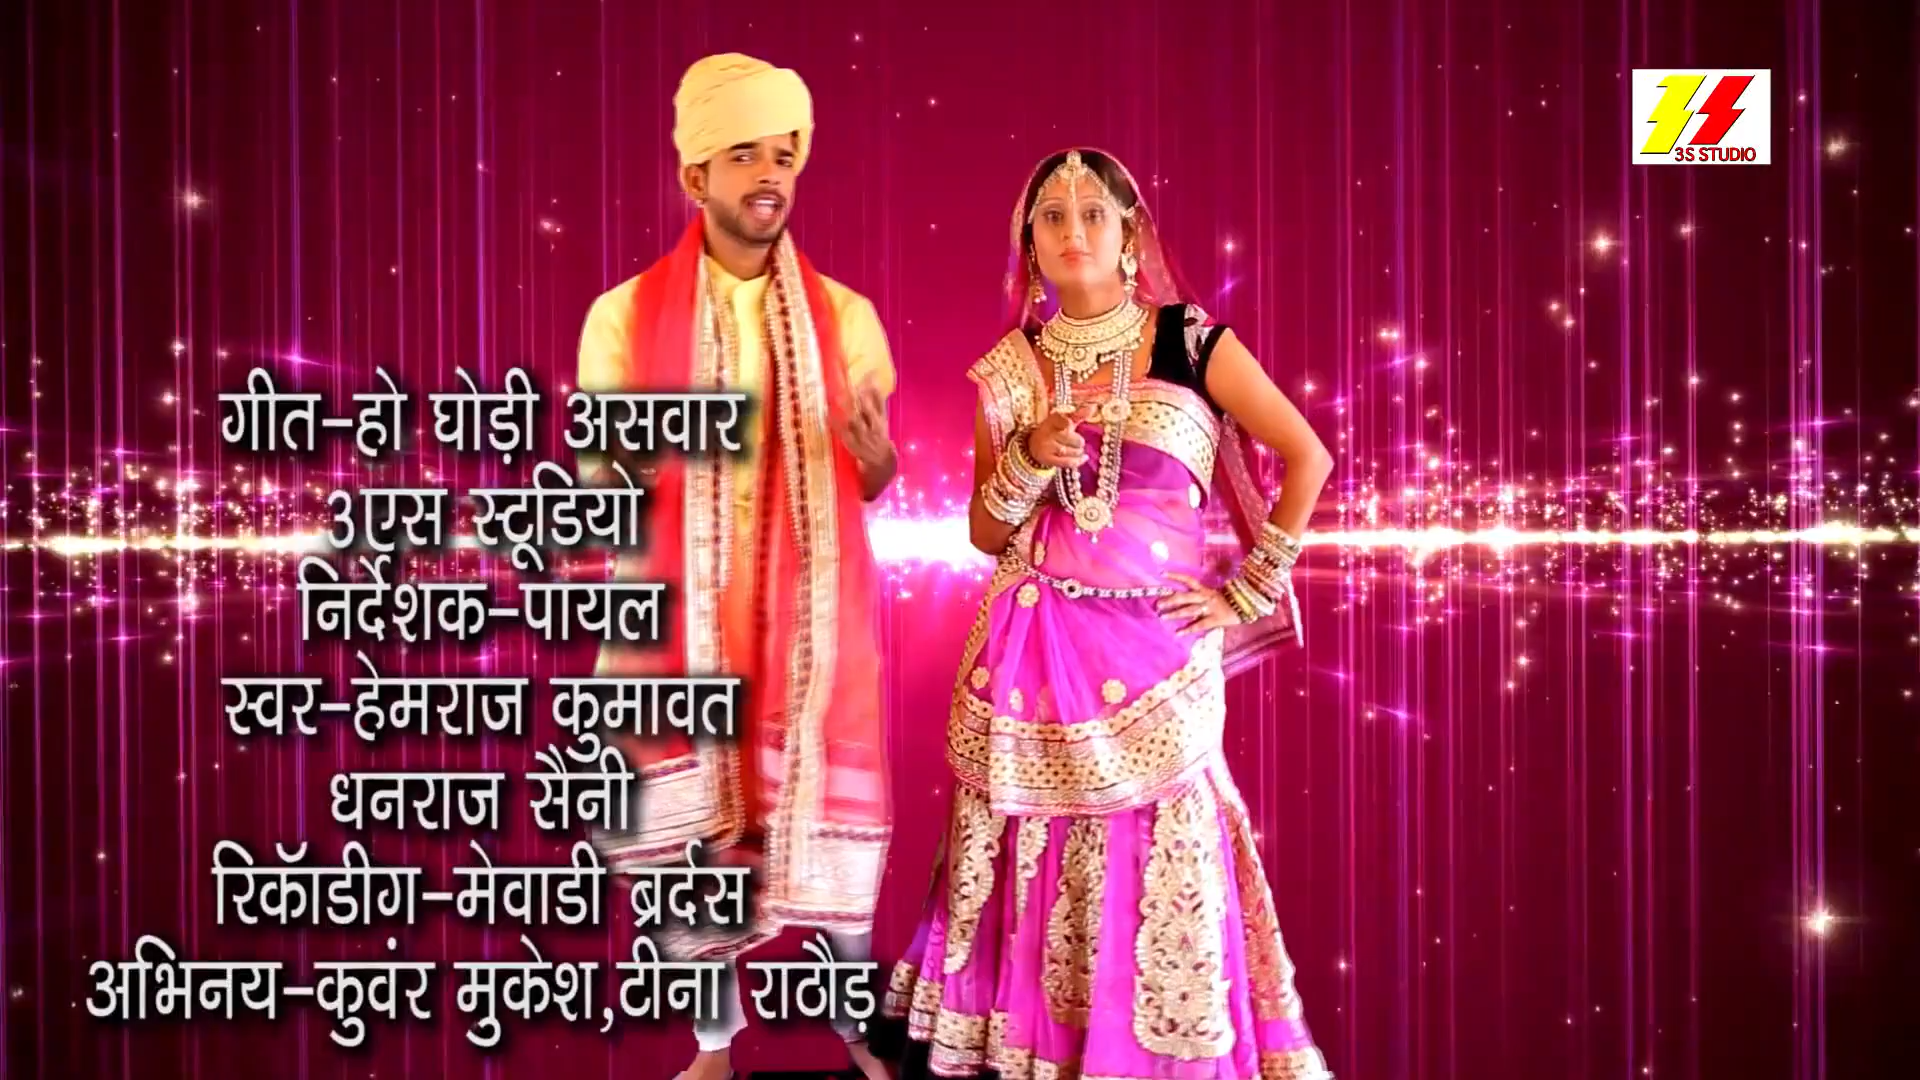 3S STUDIO
गीत-हो घोड़ी असवार
3एस स्टूडियो
निर्देशक-पायल
स्वर-हेमराज कुमावत
धनराज सैनी
रिकॉडीग-मेवाडी ब्रर्दस
अभिनय-कुवंर मुकेश,टीना राठौड़